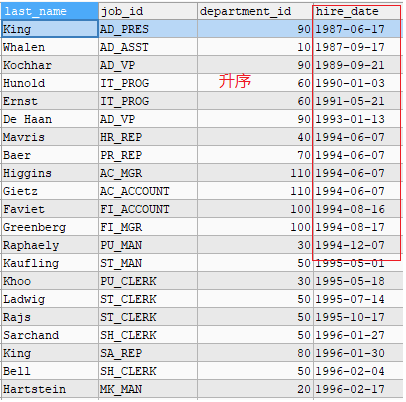 last_name job_id department_id hire_date
King AD_PRES 90 1987-06-17
Whalen AD_ASST 10 1987-09-17
Kochhar AD_VP 90 1989-09-21
Hunold IT_PROG 升序 60 1990-01-03
Ernst IT_PROG 60 1991-05-21
De Haan AD_VP 90 1993-01-13
Mavris HR_REP 40 1994-06-07
Baer PR_REP 70 1994-06-07
Higgins AC_MGR 110 1994-06-07
Gietz AC_ACCOUNT 110 1994-06-07
Faviet FI_ACCOUNT 100 1994-08-16
Greenberg FI_MGR 100 1994-08-17
Raphaely PU_MAN 30 1994-12-07
Kaufling ST_MAN 50 1995-05-01
Khoo PU_CLERK 30 1995-05-18
Ladwig ST_CLERK 50 1995-07-14
Rajs ST_CLERK 50 1995-10-17
Sarchand SH_CLERK 50 1996-01-27
King SA_REP 80 1996-01-30
Bell SH_CLERK 50 1996-02-04
Hartstein MK_MAN 20 1996-02-17